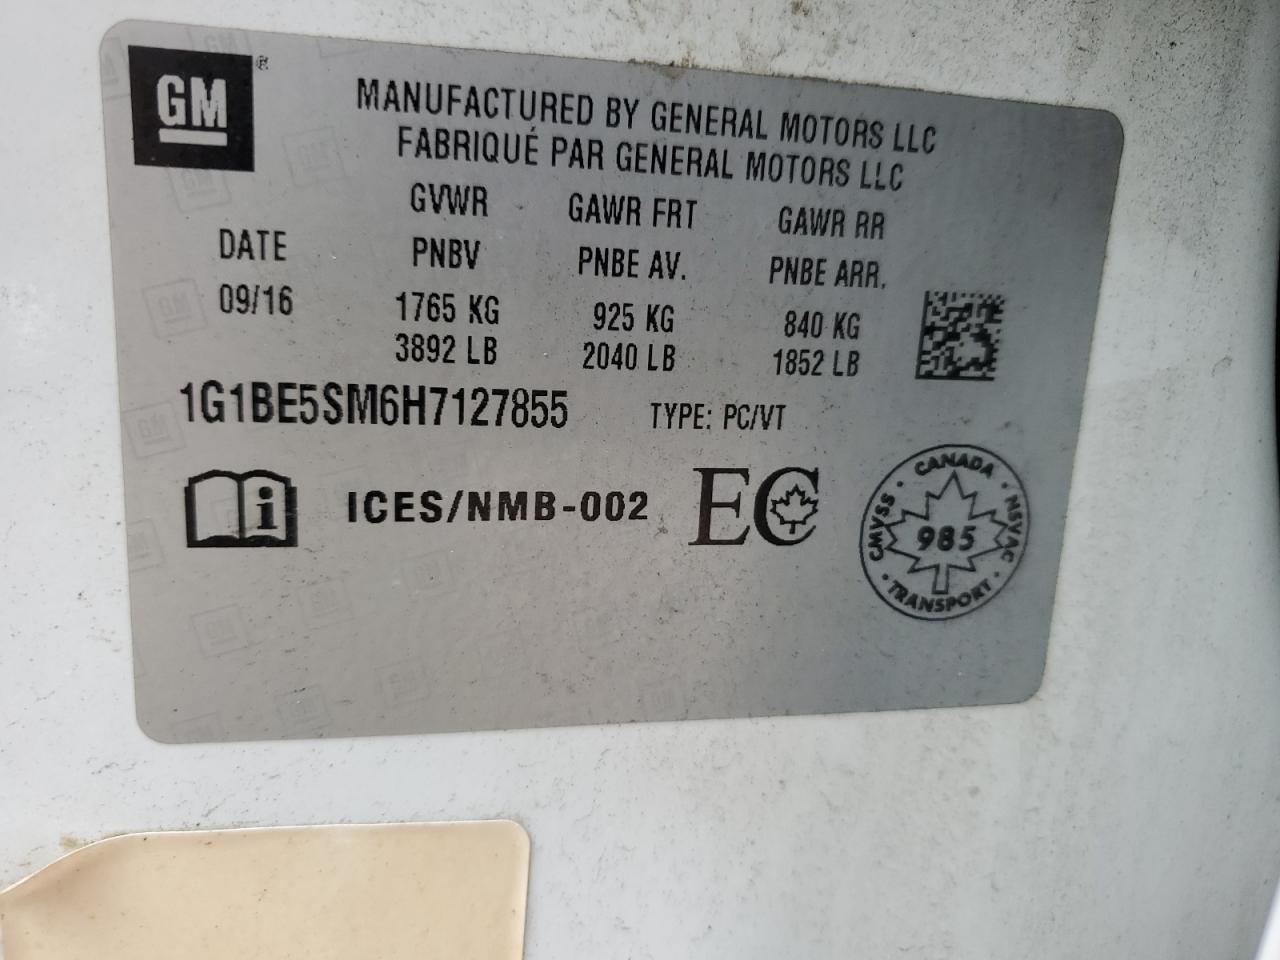 GM®
MANUFACTURED BY GENERAL MOTORS LLC
FABRIQUÉ PAR GENERAL MOTORS LLC
DATE
09/16
GVWR
PNBV
1765 KG
3892 LB
GAWR FRT
PNBE AV.
925 KG
2040 LB
GAWR RR
PNBE ARR.
840 KG
1852 LB
1G1BE5SM6H7127855
TYPE: PC/VT
i
ICES/NMB-002
EC
CANADA
CMVSS · NSVAC
985
TRANSPORT